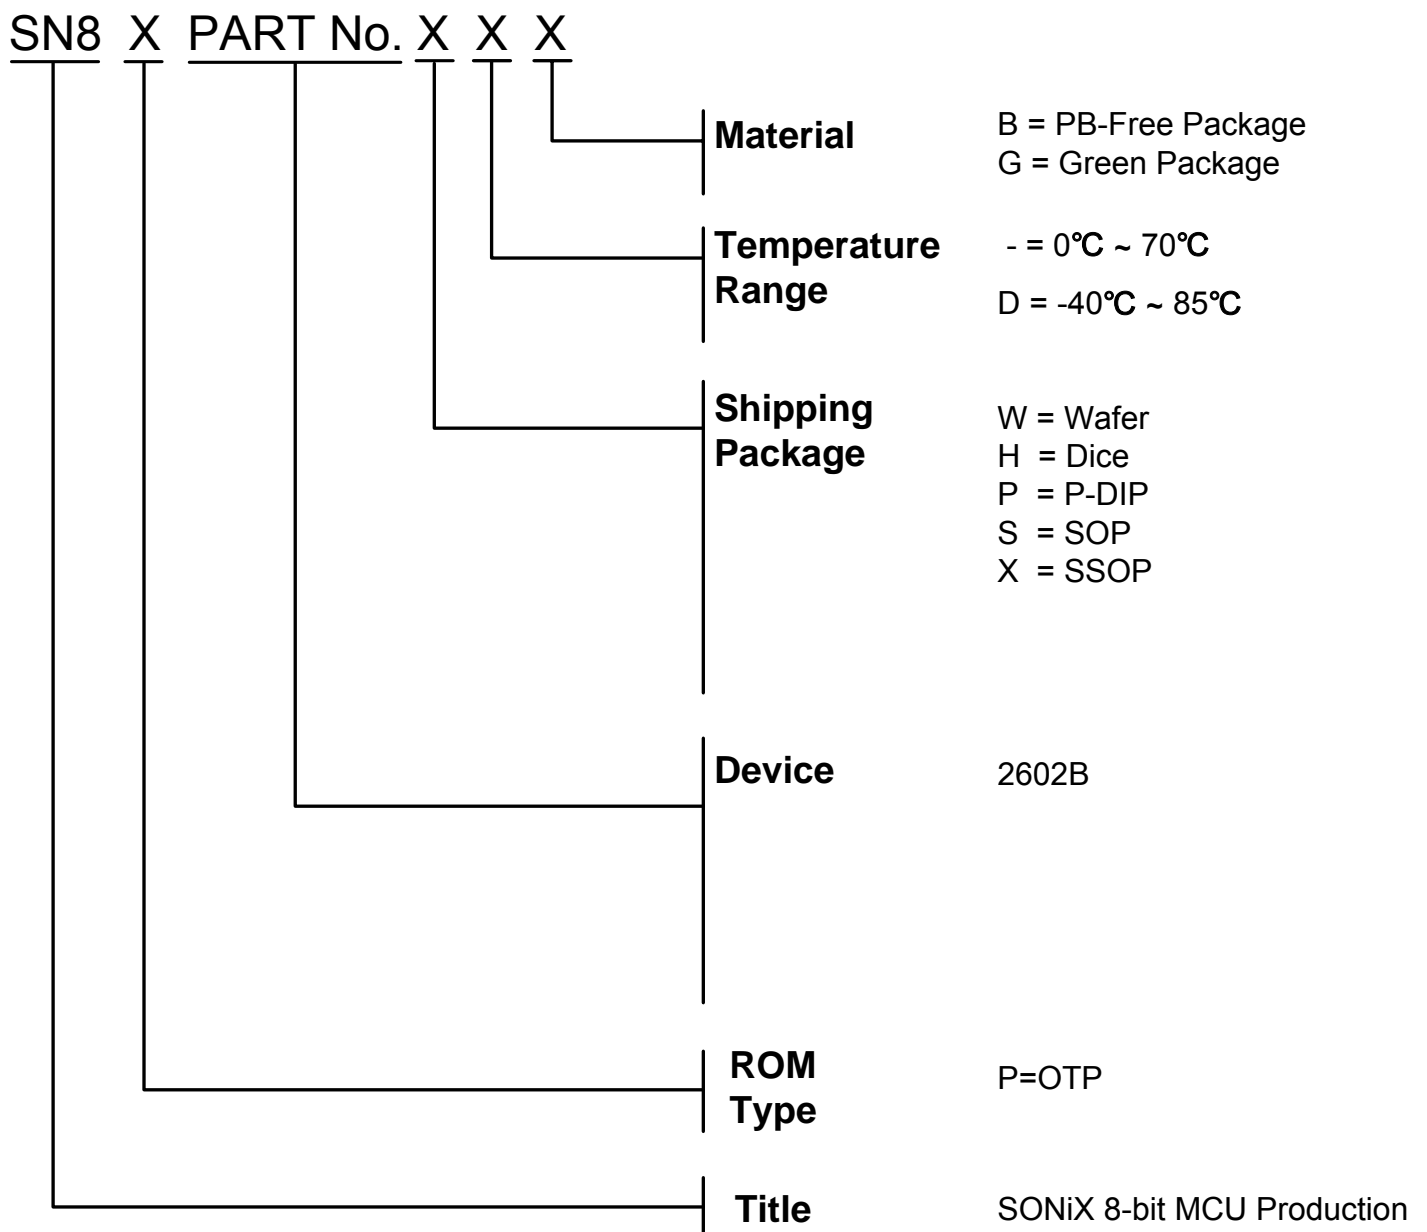 SN8 X PART No. X X X
Material
B = PB-Free Package
G = Green Package
Temperature
Range
- = 0℃ ~ 70℃
D = -40℃ ~ 85℃
Shipping
Package
W = Wafer
H = Dice
P = P-DIP
S = SOP
X = SSOP
Device
2602B
ROM
Type
P=OTP
Title
SONiX 8-bit MCU Production